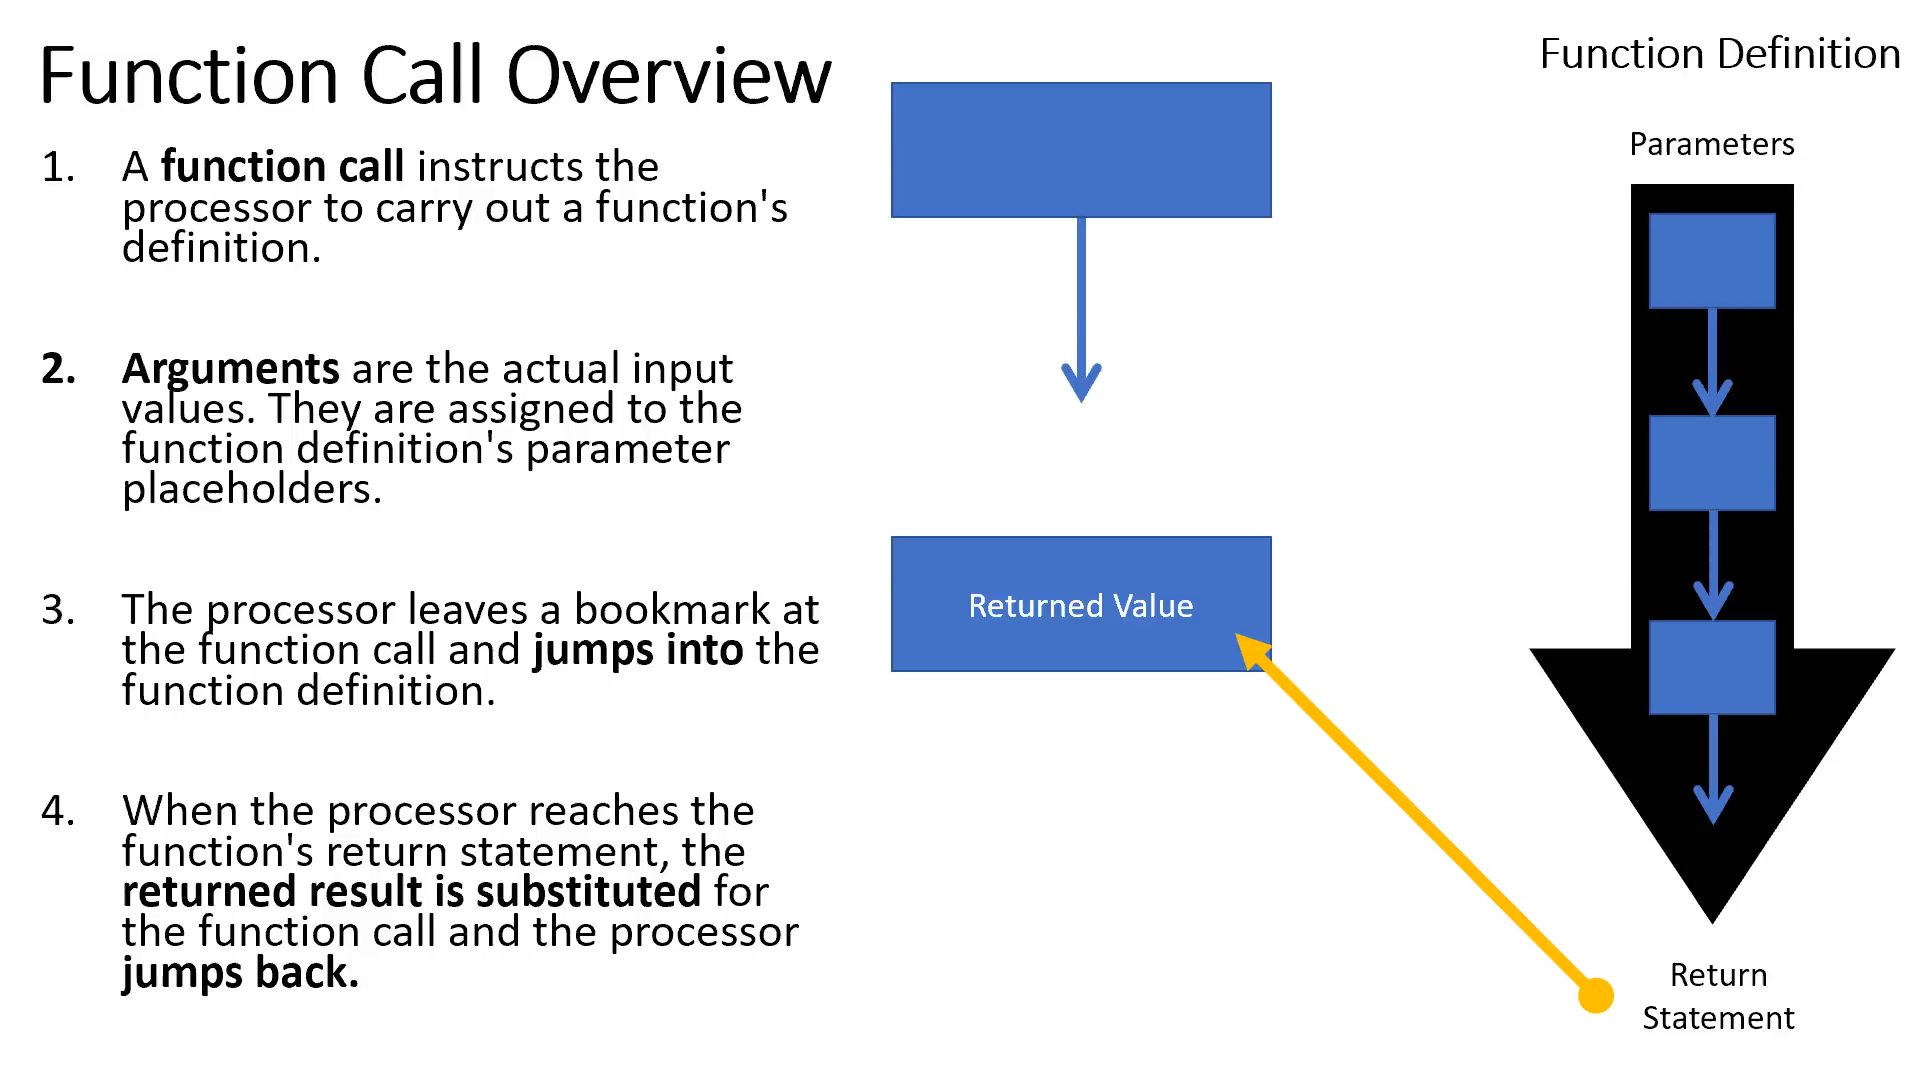 Function Call Overview
1. A function call instructs the
processor to carry out a function's
definition.
2. Arguments are the actual input
values. They are assigned to the
function definition's parameter
placeholders.
3. The processor leaves a bookmark at
the function call and jumps into the
function definition.
4. When the processor reaches the
function's return statement, the
returned result is substituted for
the function call and the processor
jumps back.
Returned Value
Function Definition
Parameters
Return
Statement